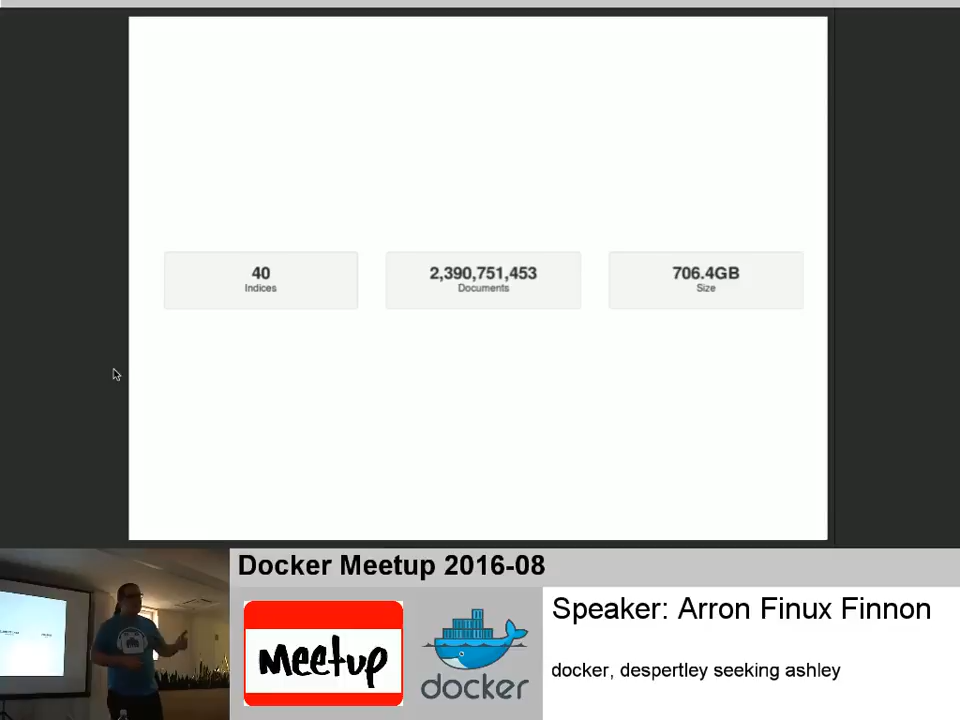 40
Indices
2,390,751,453
Documents
706.4GB
Size
Docker Meetup 2016-08
Meetup
docker
Speaker: Arron Finux Finnon
docker, despertley seeking ashley